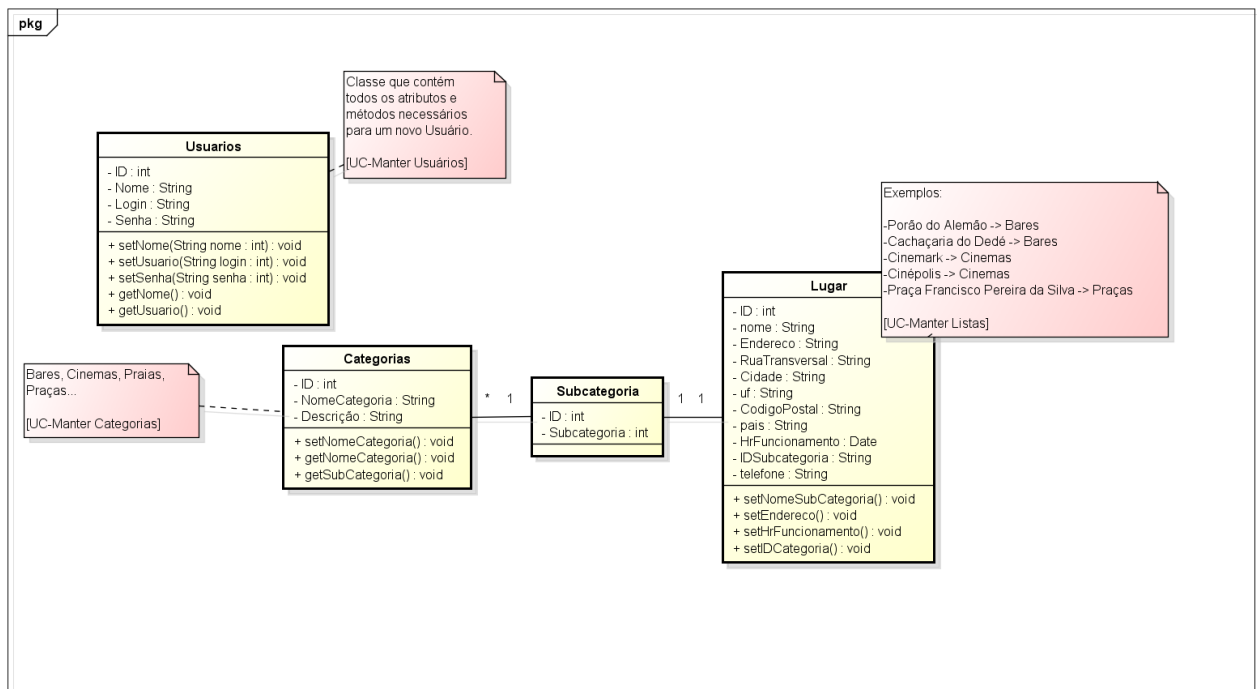 pkg
Classe que contém
todos os atributos e
métodos necessários
para um novo Usuário.
[UC-Manter Usuários]
Usuarios
- ID : int
- Nome : String
- Login : String
- Senha : String
+ setNome(String nome : int) : void
+ setUsuario(String login : int) : void
+ setSenha(String senha : int) : void
+ getNome() : void
+ getUsuario() : void
Exemplos:
-Porão do Alemão -> Bares
-Cachaçaria do Dedé -> Bares
-Cinemark -> Cinemas
-Cinépolis -> Cinemas
-Praça Francisco Pereira da Silva -> Praças
[UC-Manter Listas]
Bares, Cinemas, Praias,
Praças...
[UC-Manter Categorias]
Categorias
- ID : int
- NomeCategoria : String
- Descrição : String
+ setNomeCategoria() : void
+ getNomeCategoria() : void
+ getSubCategoria() : void
* 1
Subcategoria
- ID : int
- Subcategoria : int
1 1
Lugar
- ID : int
- nome : String
- Endereco : String
- RuaTransversal : String
- Cidade : String
- uf : String
- CodigoPostal : String
- pais : String
- HrFuncionamento : Date
- IDSubcategoria : String
- telefone : String
+ setNomeSubCategoria() : void
+ setEndereco() : void
+ setHrFuncionamento() : void
+ setIDCategoria() : void